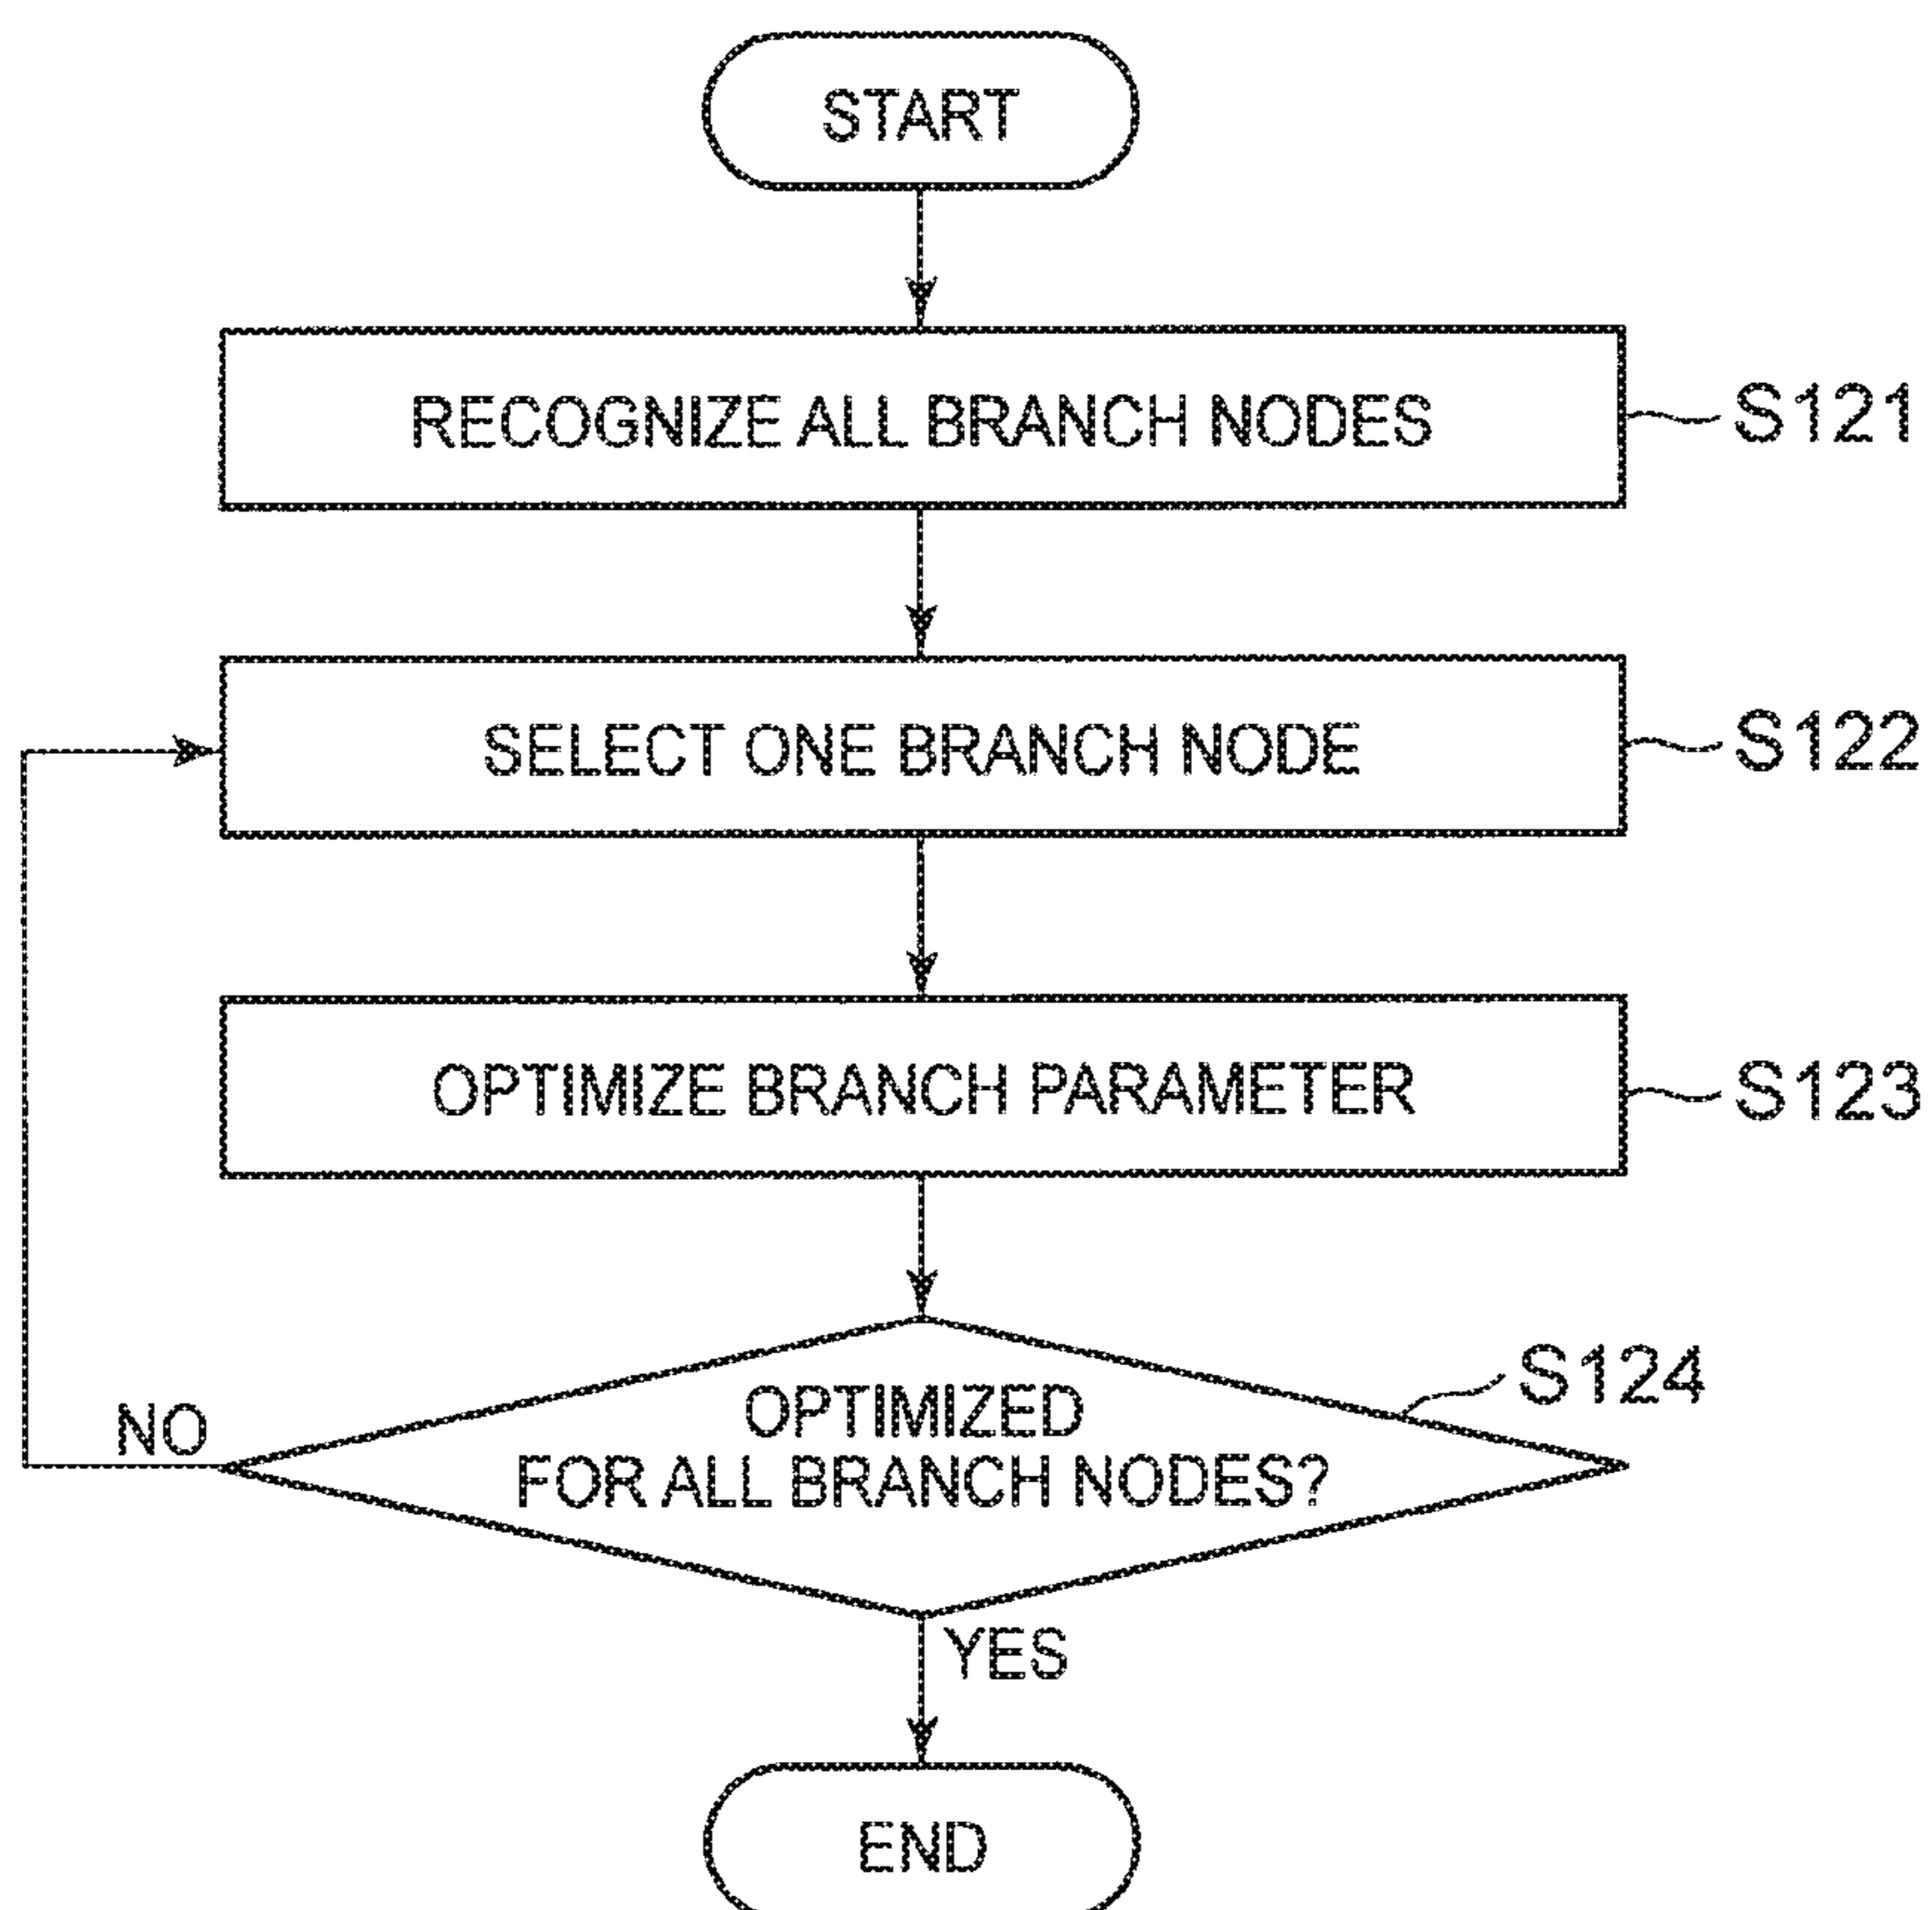 START
RECOGNIZE ALL BRANCH NODES
S121
SELECT ONE BRANCH NODE
S122
OPTIMIZE BRANCH PARAMETER
S123
OPTIMIZED
FOR ALL BRANCH NODES?
S124
NO
YES
END